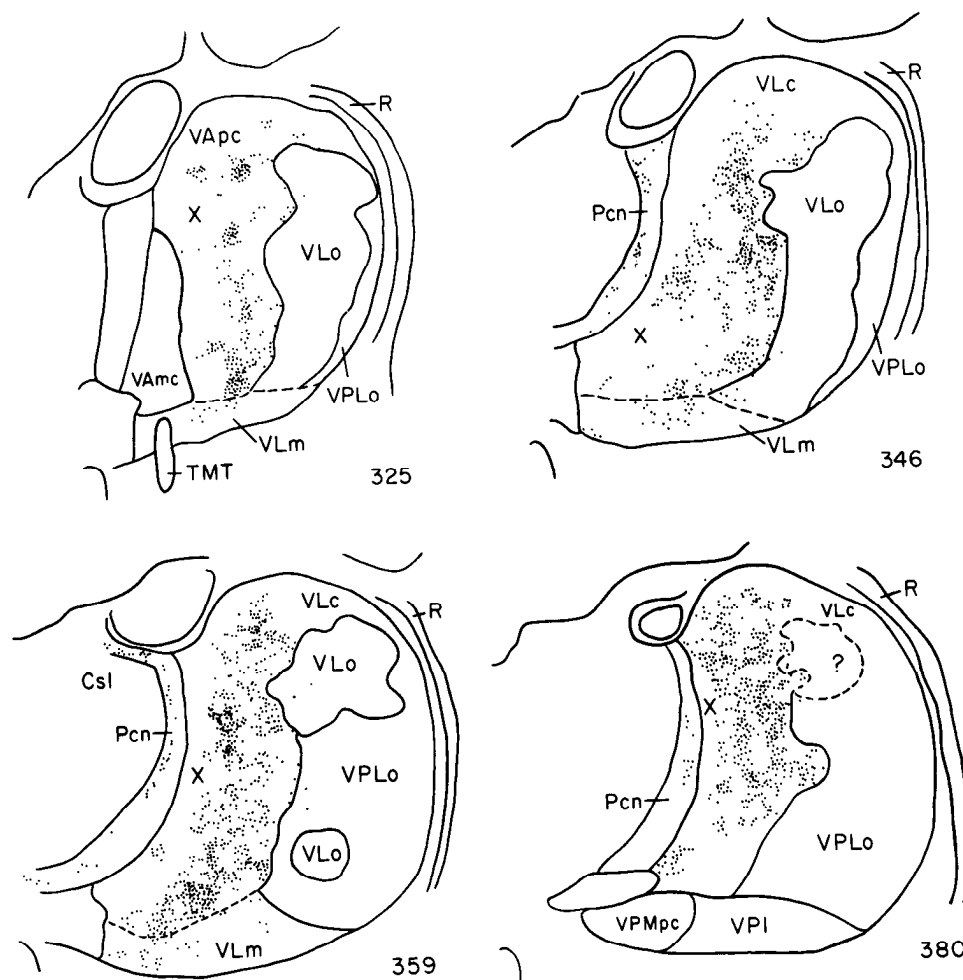 R
VApc
X
VLo
VAmc
VPLo
VLm
TMT
325
R
VLc
Pcn
VLo
X
VPLo
VLm
346
R
VLc
VLo
Csl
Pcn
X
VPLo
VLo
VLm
359
R
VLc
?
X
Pcn
VPLo
VPMpc
VPI
380